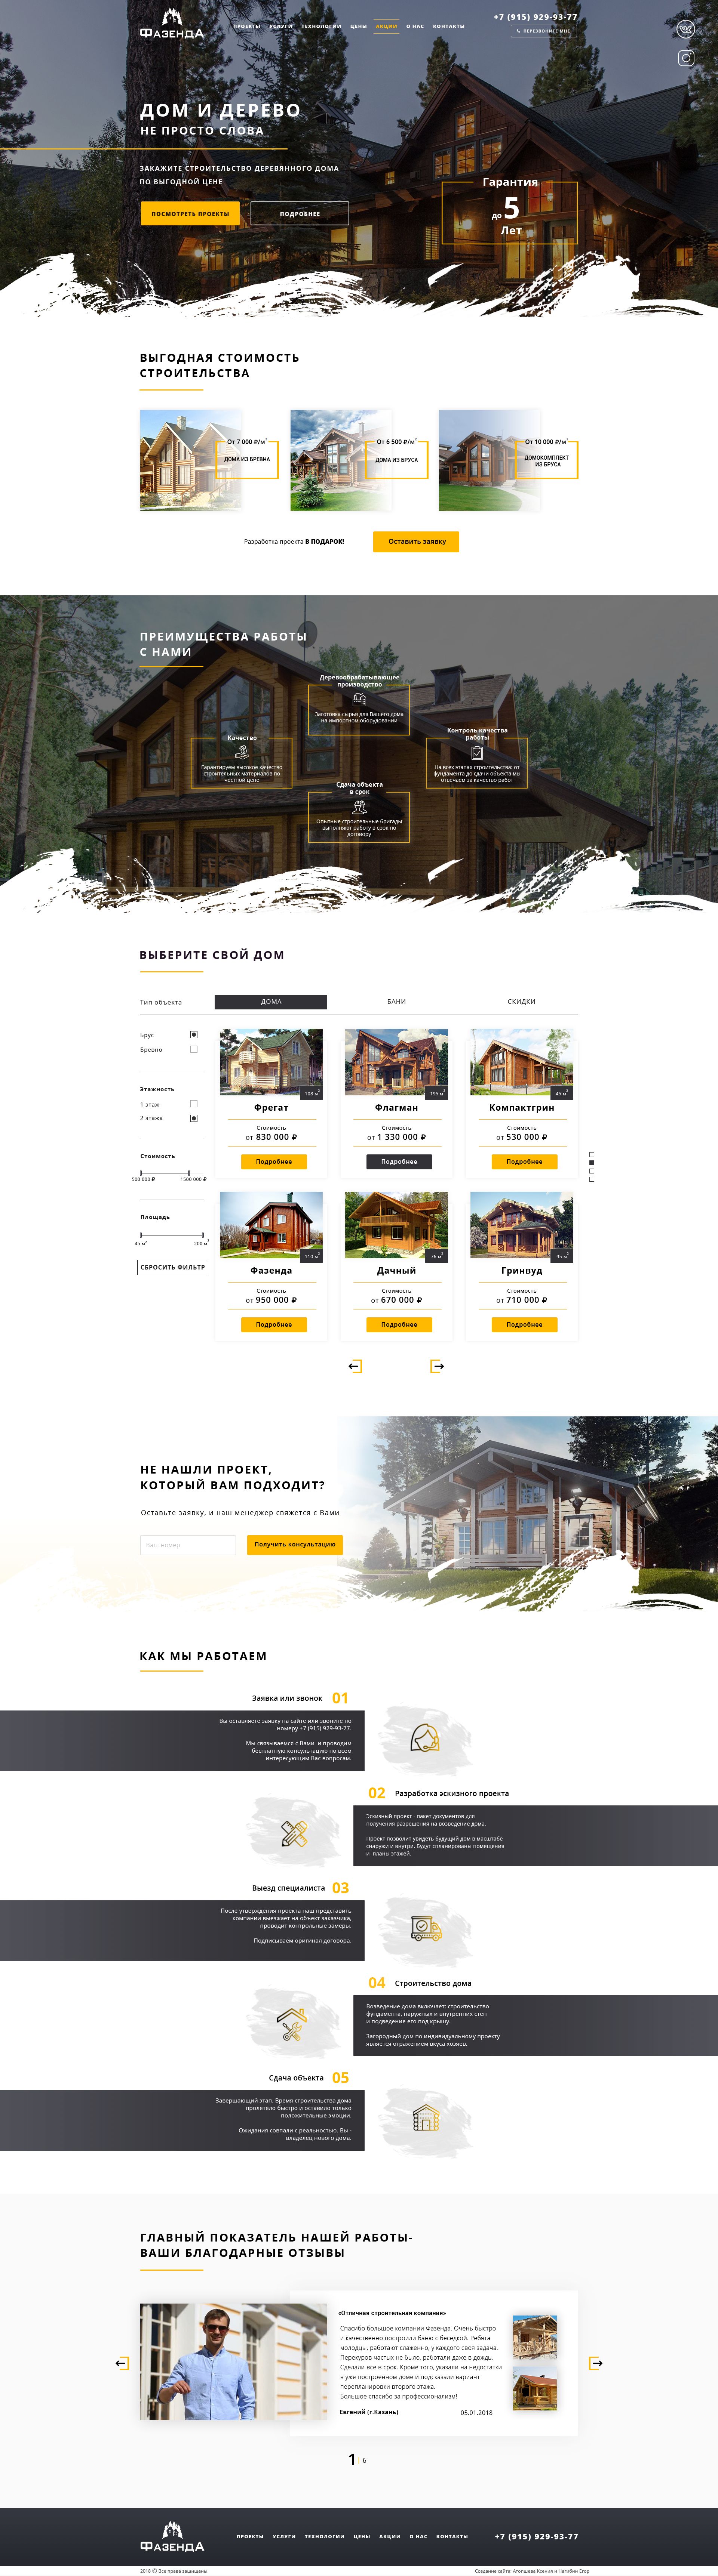 ФАЗЕНДА
ПРОЕКТЫ УСЛУГИ ТЕХНОЛОГИИ ЦЕНЫ АКЦИИ О НАС КОНТАКТЫ
+7 (915) 929-93-77
ПЕРЕЗВОНИТЕ МНЕ
ДОМ И ДЕРЕВО
НЕ ПРОСТО СЛОВА
ЗАКАЖИТЕ СТРОИТЕЛЬСТВО ДЕРЕВЯННОГО ДОМА
ПО ВЫГОДНОЙ ЦЕНЕ
ПОСМОТРЕТЬ ПРОЕКТЫ
ПОДРОБНЕЕ
Гарантия
до 5
Лет
ВЫГОДНАЯ СТОИМОСТЬ
СТРОИТЕЛЬСТВА
От 7 000 ₽/м²
ДОМА ИЗ БРЕВНА
От 6 500 ₽/м²
ДОМА ИЗ БРУСА
От 10 000 ₽/м²
ДОМОКОМПЛЕКТ
ИЗ БРУСА
Разработка проекта В ПОДАРОК!
Оставить заявку
ПРЕИМУЩЕСТВА РАБОТЫ
С НАМИ
Деревообрабатывающее
производство
Заготовка сырья для Вашего дома
на импортном оборудовании
Качество
Гарантируем высокое качество
строительных материалов по
честной цене
Контроль качества
работы
На всех этапах строительства: от
фундамента до сдачи объекта мы
отвечаем за качество работ
Сдача объекта
в срок
Опытные строительные бригады
выполняют работу в срок по
договору
ВЫБЕРИТЕ СВОЙ ДОМ
Тип объекта
ДОМА
БАНИ
СКИДКИ
Брус
Бревно
Этажность
1 этаж
2 этажа
Стоимость
500 000 ₽
1500 000 ₽
Площадь
45 м²
200 м²
СБРОСИТЬ ФИЛЬТР
108 м²
Фрегат
Стоимость
от 830 000 ₽
Подробнее
195 м²
Флагман
Стоимость
от 1 330 000 ₽
Подробнее
45 м²
Компактгрин
Стоимость
от 530 000 ₽
Подробнее
110 м²
Фазенда
Стоимость
от 950 000 ₽
Подробнее
76 м²
Дачный
Стоимость
от 670 000 ₽
Подробнее
95 м²
Гринвуд
Стоимость
от 710 000 ₽
Подробнее
НЕ НАШЛИ ПРОЕКТ,
КОТОРЫЙ ВАМ ПОДХОДИТ?
Оставьте заявку, и наш менеджер свяжется с Вами
Ваш номер
Получить консультацию
КАК МЫ РАБОТАЕМ
Заявка или звонок 01
Вы оставляете заявку на сайте или звоните по
номеру +7 (915) 929-93-77.
Мы связываемся с Вами и проводим
бесплатную консультацию по всем
интересующим Вас вопросам.
02 Разработка эскизного проекта
Эскизный проект - пакет документов для
получения разрешения на возведение дома.
Проект позволит увидеть будущий дом в масштабе
снаружи и внутри. Будут спланированы помещения
и планы этажей.
Выезд специалиста 03
После утверждения проекта наш представить
компании выезжает на объект заказчика,
проводит контрольные замеры.
Подписываем оригинал договора.
04 Строительство дома
Возведение дома включает: строительство
фундамента, наружных и внутренних стен
и подведение его под крышу.
Загородный дом по индивидуальному проекту
является отражением вкуса хозяев.
Сдача объекта 05
Завершающий этап. Время строительства дома
пролетело быстро и оставило только
положительные эмоции.
Ожидания совпали с реальностью. Вы -
владелец нового дома.
ГЛАВНЫЙ ПОКАЗАТЕЛЬ НАШЕЙ РАБОТЫ-
ВАШИ БЛАГОДАРНЫЕ ОТЗЫВЫ
«Отличная строительная компания»
Спасибо большое компании Фазенда. Очень быстро
и качественно построили баню с беседкой. Ребята
молодцы, работают слаженно, у каждого своя задача.
Перекуров частых не было, работали даже в дождь.
Сделали все в срок. Кроме того, указали на недостатки
в уже построенном доме и подсказали вариант
перепланировки второго этажа.
Большое спасибо за профессионализм!
Евгений (г.Казань)
05.01.2018
1 | 6
ФАЗЕНДА
ПРОЕКТЫ УСЛУГИ ТЕХНОЛОГИИ ЦЕНЫ АКЦИИ О НАС КОНТАКТЫ
+7 (915) 929-93-77
2018 © Все права защищены
Создание сайта: Атопшева Ксения и Нагибин Егор